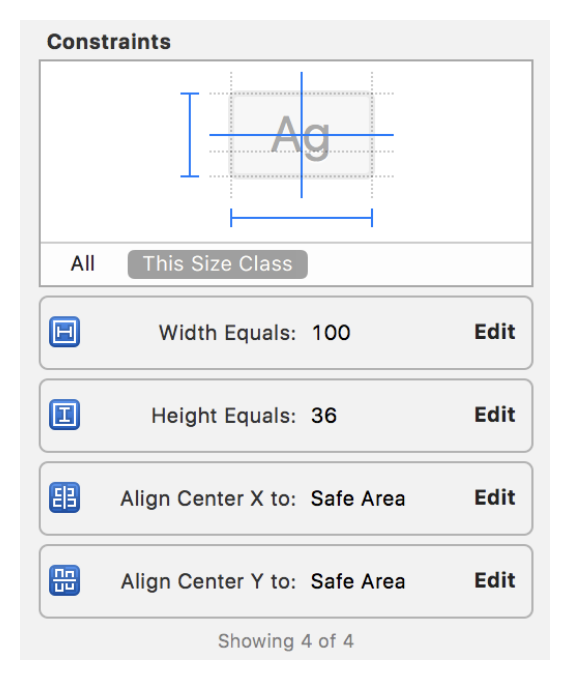 Constraints
Ag
All This Size Class
Width Equals: 100 Edit
Height Equals: 36 Edit
Align Center X to: Safe Area Edit
Align Center Y to: Safe Area Edit
Showing 4 of 4